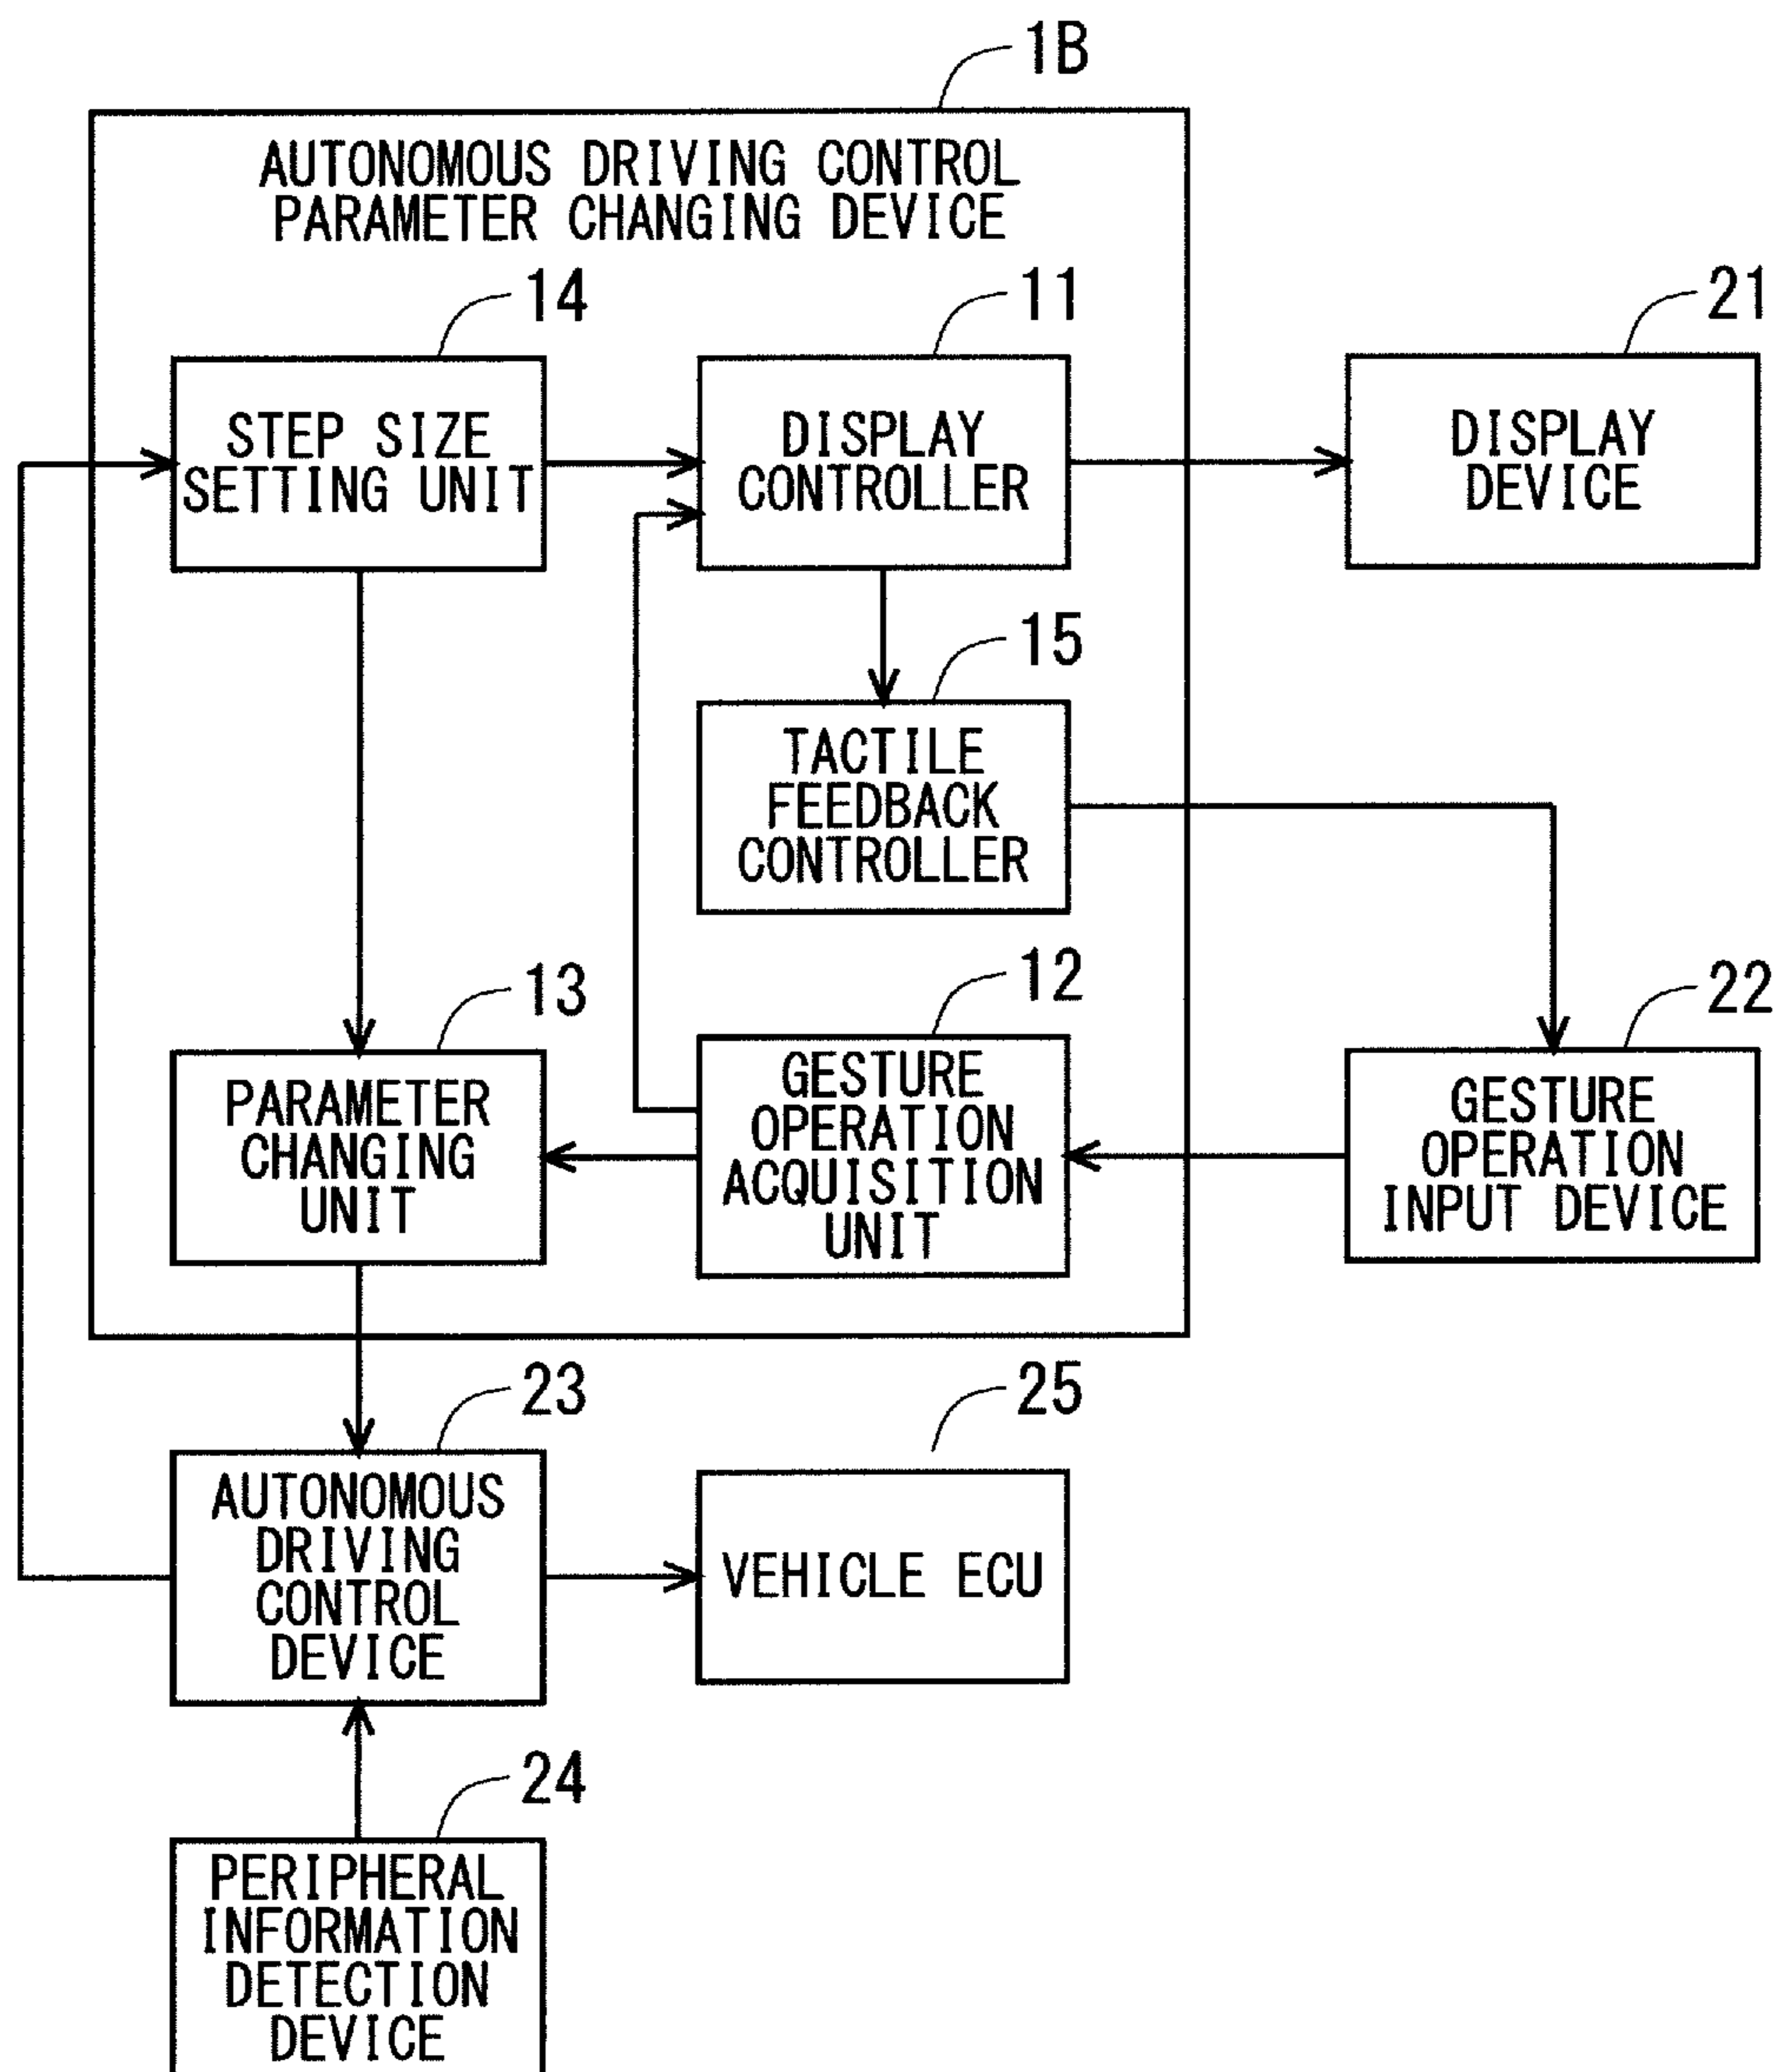 1B
AUTONOMOUS DRIVING CONTROL
PARAMETER CHANGING DEVICE
14
11
21
STEP SIZE
SETTING UNIT
DISPLAY
CONTROLLER
DISPLAY
DEVICE
15
TACTILE
FEEDBACK
CONTROLLER
13
12
22
PARAMETER
CHANGING
UNIT
GESTURE
OPERATION
ACQUISITION
UNIT
GESTURE
OPERATION
INPUT DEVICE
23
25
AUTONOMOUS
DRIVING
CONTROL
DEVICE
VEHICLE ECU
24
PERIPHERAL
INFORMATION
DETECTION
DEVICE